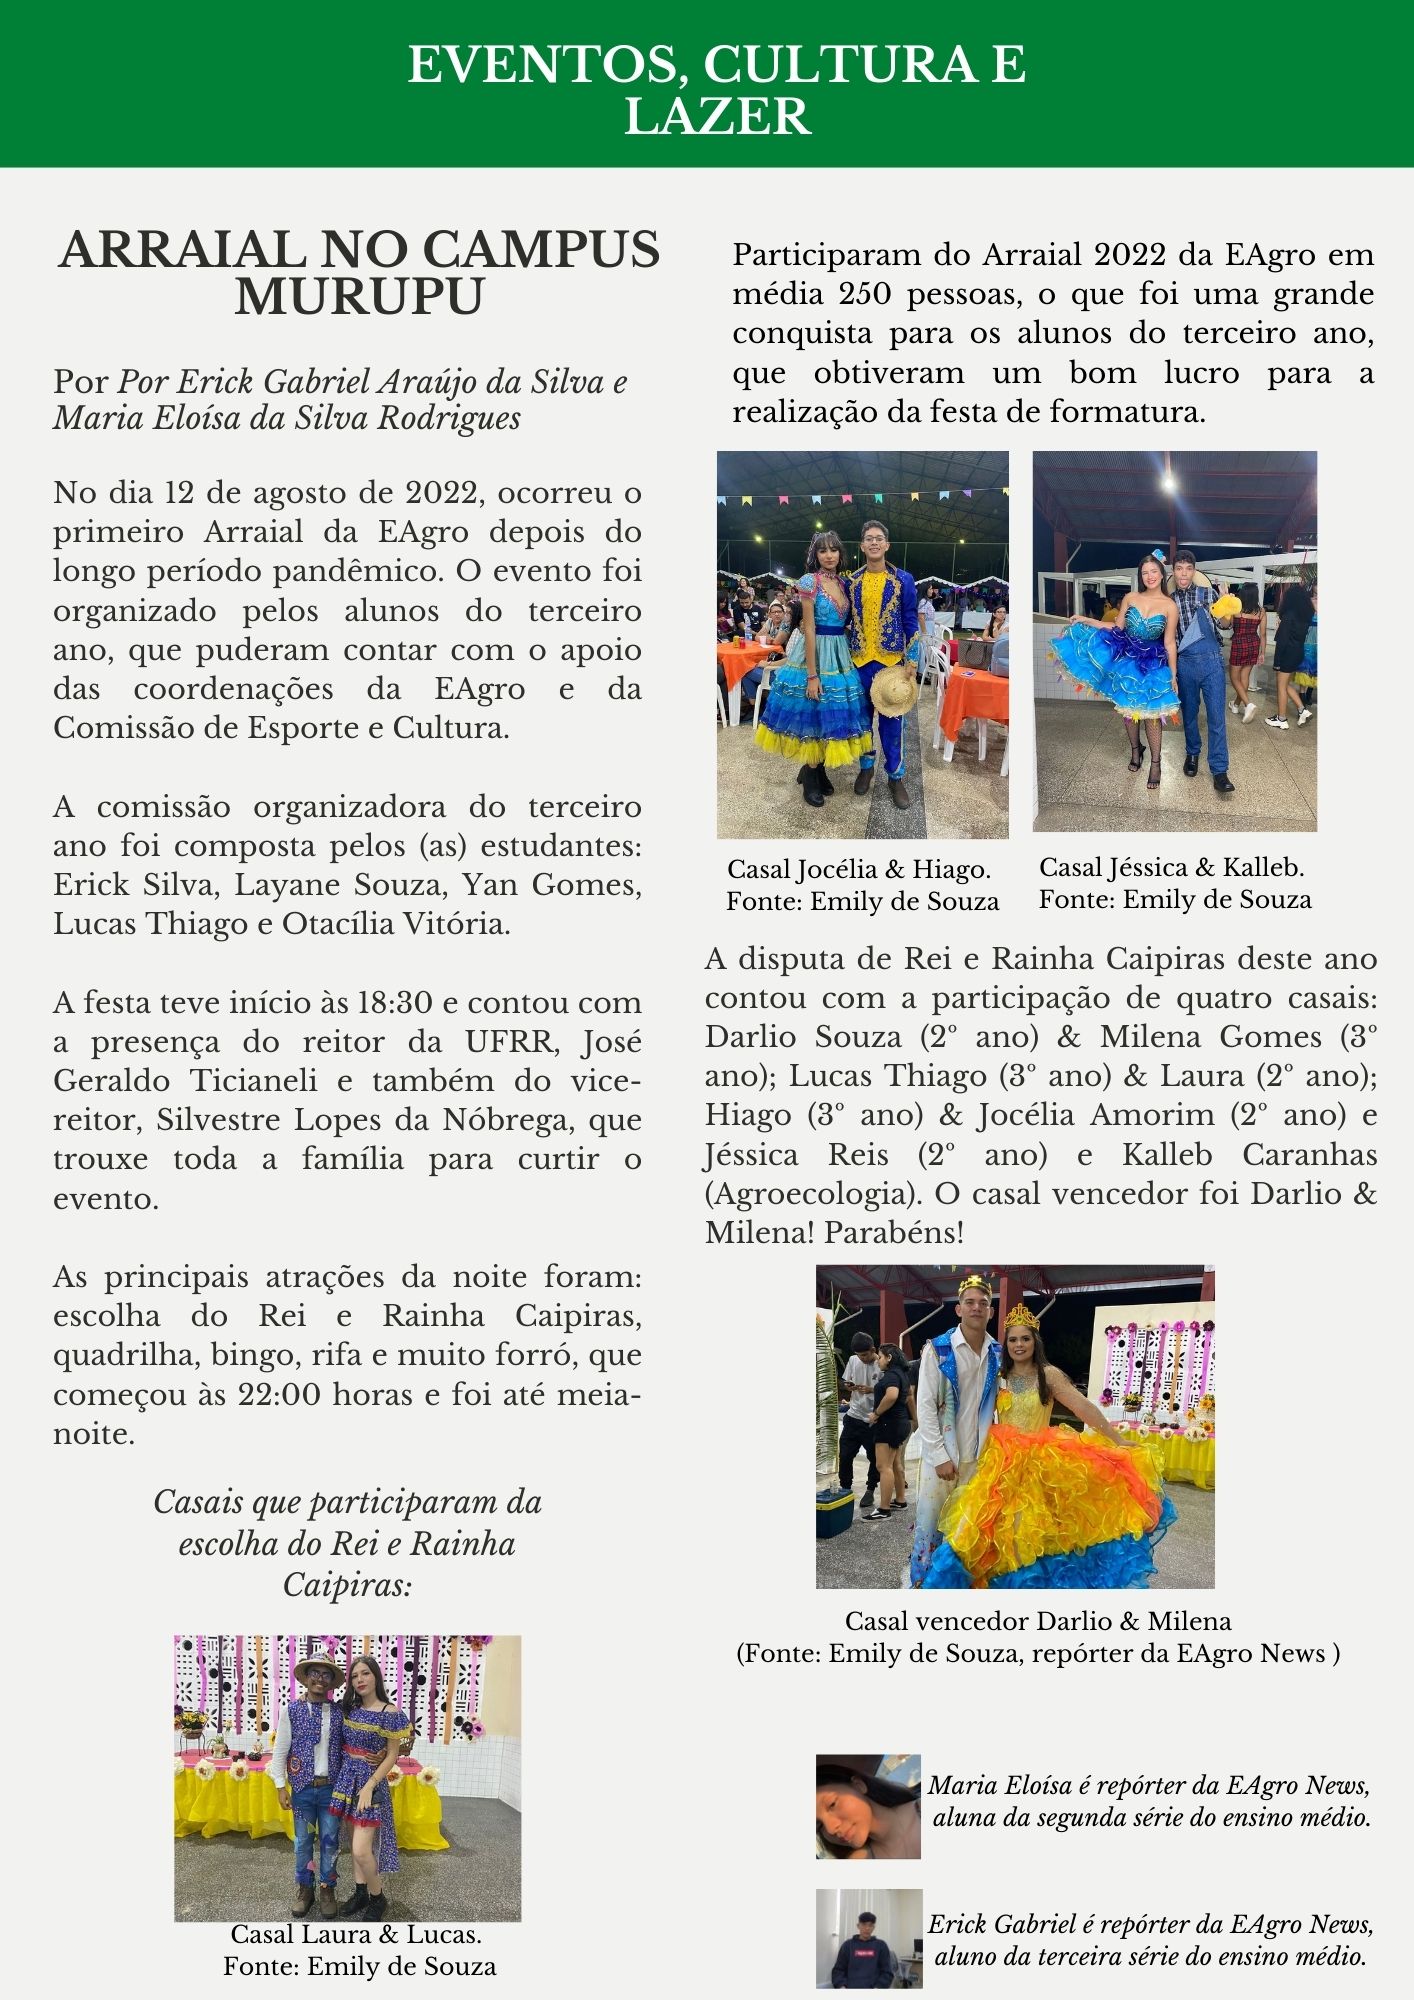 EVENTOS, CULTURA E
LAZER
ARRAIAL NO CAMPUS
MURUPU
Por Por Erick Gabriel Araújo da Silva e
Maria Eloísa da Silva Rodrigues
No dia 12 de agosto de 2022, ocorreu o
primeiro Arraial da EAgro depois do
longo período pandêmico. O evento foi
organizado pelos alunos do terceiro
ano, que puderam contar com o apoio
das coordenações da EAgro e da
Comissão de Esporte e Cultura.
A comissão organizadora do terceiro
ano foi composta pelos (as) estudantes:
Erick Silva, Layane Souza, Yan Gomes,
Lucas Thiago e Otacília Vitória.
A festa teve início às 18:30 e contou com
a presença do reitor da UFRR, José
Geraldo Ticianeli e também do vice-
reitor, Silvestre Lopes da Nóbrega, que
trouxe toda a família para curtir o
evento.
As principais atrações da noite foram:
escolha do Rei e Rainha Caipiras,
quadrilha, bingo, rifa e muito forró, que
começou às 22:00 horas e foi até meia-
noite.
Casais que participaram da
escolha do Rei e Rainha
Caipiras:
Casal Laura & Lucas.
Fonte: Emily de Souza
Participaram do Arraial 2022 da EAgro em
média 250 pessoas, o que foi uma grande
conquista para os alunos do terceiro ano,
que obtiveram um bom lucro para a
realização da festa de formatura.
Casal Jocélia & Hiago.
Fonte: Emily de Souza
Casal Jéssica & Kalleb.
Fonte: Emily de Souza
A disputa de Rei e Rainha Caipiras deste ano
contou com a participação de quatro casais:
Darlio Souza (2º ano) & Milena Gomes (3º
ano); Lucas Thiago (3º ano) & Laura (2º ano);
Hiago (3º ano) & Jocélia Amorim (2º ano) e
Jéssica Reis (2º ano) e Kalleb Caranhas
(Agroecologia). O casal vencedor foi Darlio &
Milena! Parabéns!
Casal vencedor Darlio & Milena
(Fonte: Emily de Souza, repórter da EAgro News )
Maria Eloísa é repórter da EAgro News,
aluna da segunda série do ensino médio.
Erick Gabriel é repórter da EAgro News,
aluno da terceira série do ensino médio.